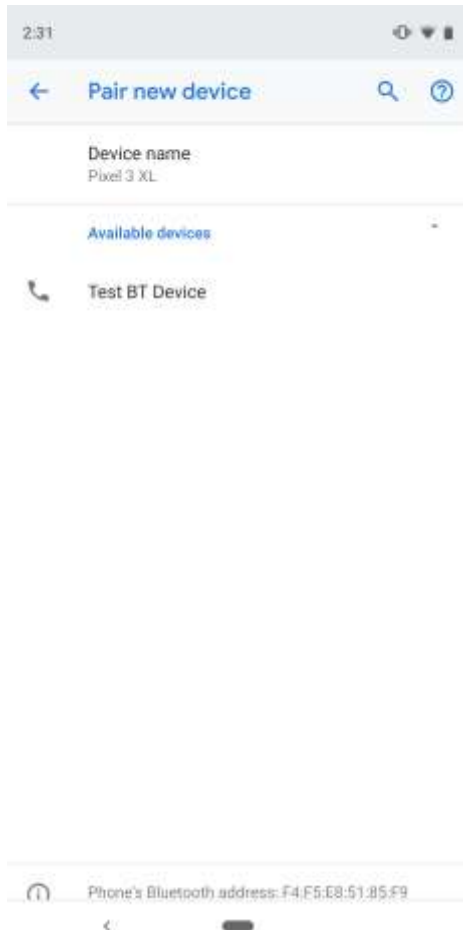 2:31
Pair new device
Device name
Pixel 3 XL
Available devices
Test BT Device
Phone's Bluetooth address: F4:F5:E8:51:85:F9